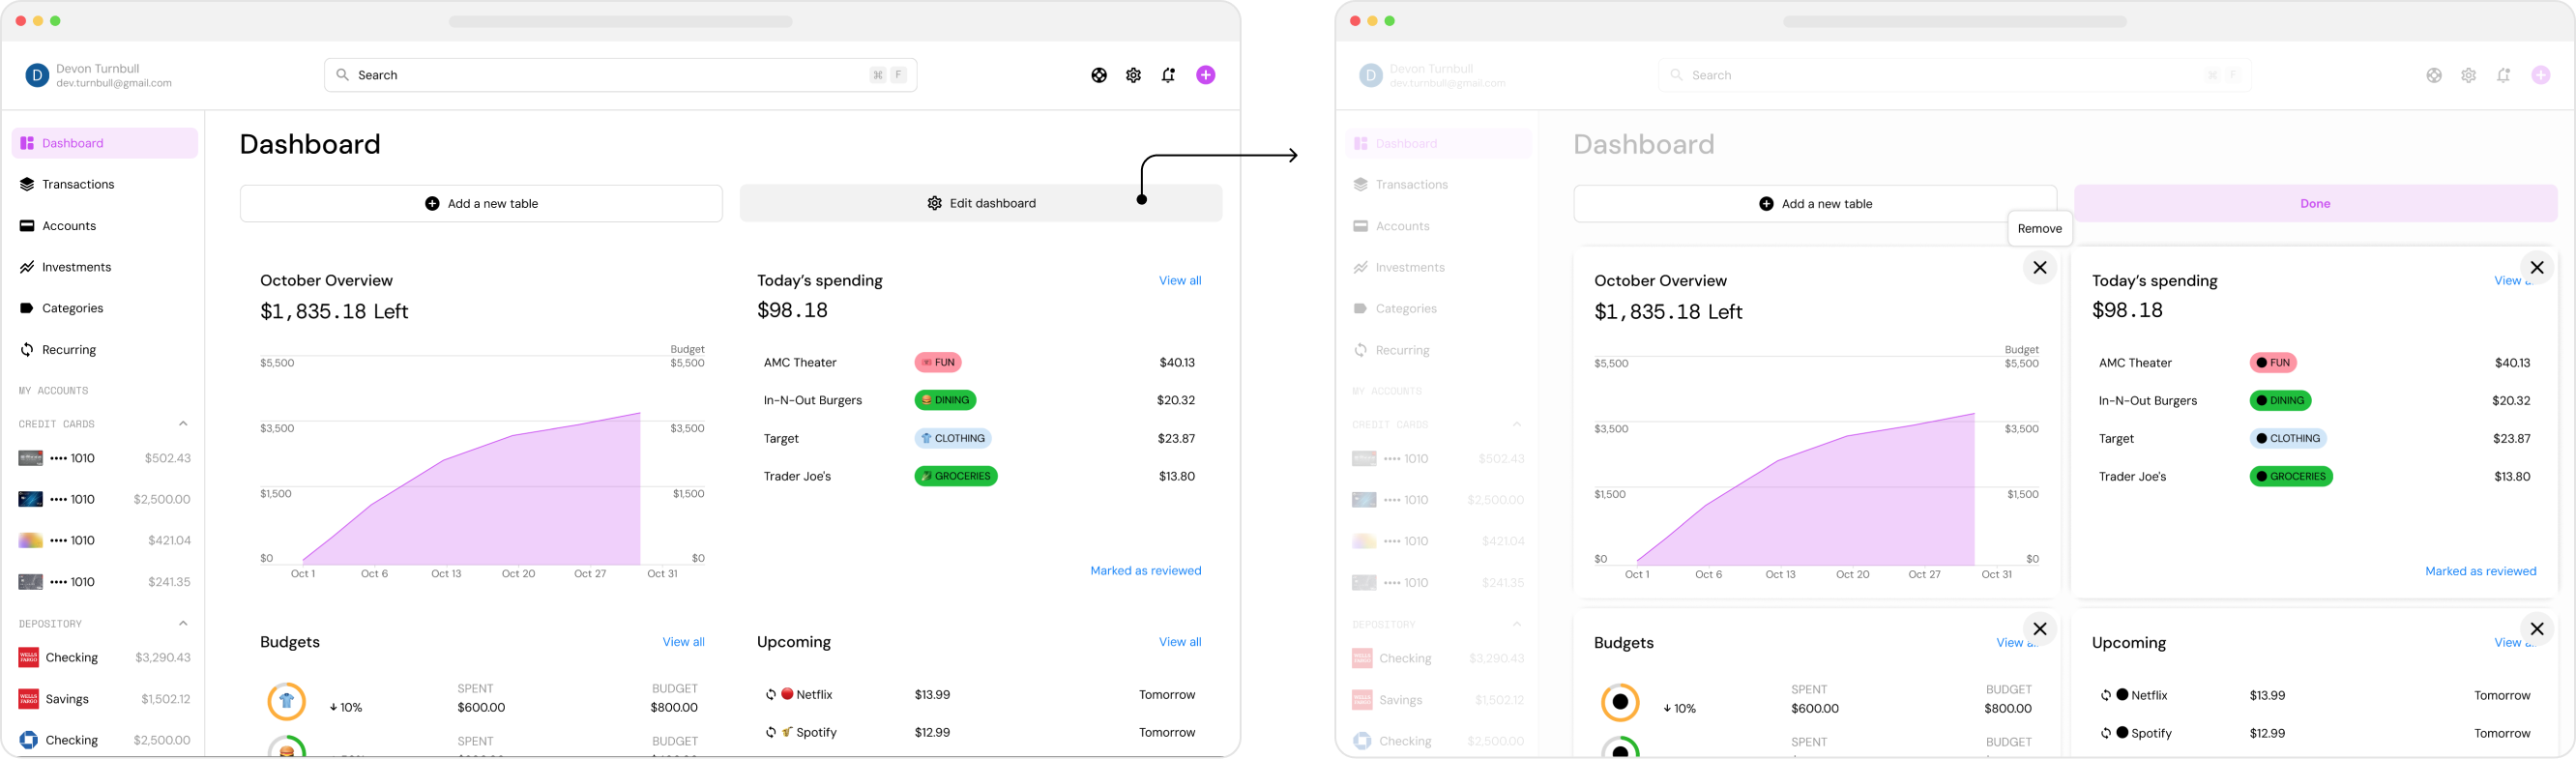 Devon Turnbull
dev.turnbull@gmail.com
Search
⌘ F
Dashboard
Transactions
Accounts
Investments
Categories
Recurring
MY ACCOUNTS
CREDIT CARDS
•••• 1010 $502.43
•••• 1010 $2,500.00
•••• 1010 $421.04
•••• 1010 $241.35
DEPOSITORY
WELLS FARGO Checking $3,290.43
WELLS FARGO Savings $1,502.12
Checking $2,500.00
Dashboard
Add a new table
Edit dashboard
October Overview
$1,835.18 Left
Budget
$5,500 $5,500
$3,500 $3,500
$1,500 $1,500
$0 $0
Oct 1 Oct 6 Oct 13 Oct 20 Oct 27 Oct 31
Today’s spending View all
$98.18
AMC Theater FUN $40.13
In-N-Out Burgers DINING $20.32
Target CLOTHING $23.87
Trader Joe's GROCERIES $13.80
Marked as reviewed
Budgets View all
SPENT BUDGET
10% $600.00 $800.00
SPENT BUDGET
Upcoming View all
Netflix $13.99 Tomorrow
Spotify $12.99 Tomorrow
Devon Turnbull
dev.turnbull@gmail.com
Search
⌘ F
Dashboard
Transactions
Accounts
Investments
Categories
Recurring
MY ACCOUNTS
CREDIT CARDS
•••• 1010 $502.43
•••• 1010 $2,500.00
•••• 1010 $421.04
•••• 1010 $241.35
DEPOSITORY
WELLS FARGO Checking $3,290.43
WELLS FARGO Savings $1,502.12
Checking $2,500.00
Dashboard
Add a new table
Done
Remove
October Overview
$1,835.18 Left
Budget
$5,500 $5,500
$3,500 $3,500
$1,500 $1,500
$0 $0
Oct 1 Oct 6 Oct 13 Oct 20 Oct 27 Oct 31
Today’s spending View
$98.18
AMC Theater FUN $40.13
In-N-Out Burgers DINING $20.32
Target CLOTHING $23.87
Trader Joe's GROCERIES $13.80
Marked as reviewed
Budgets View
SPENT BUDGET
10% $600.00 $800.00
SPENT BUDGET
Upcoming View
Netflix $13.99 Tomorrow
Spotify $12.99 Tomorrow